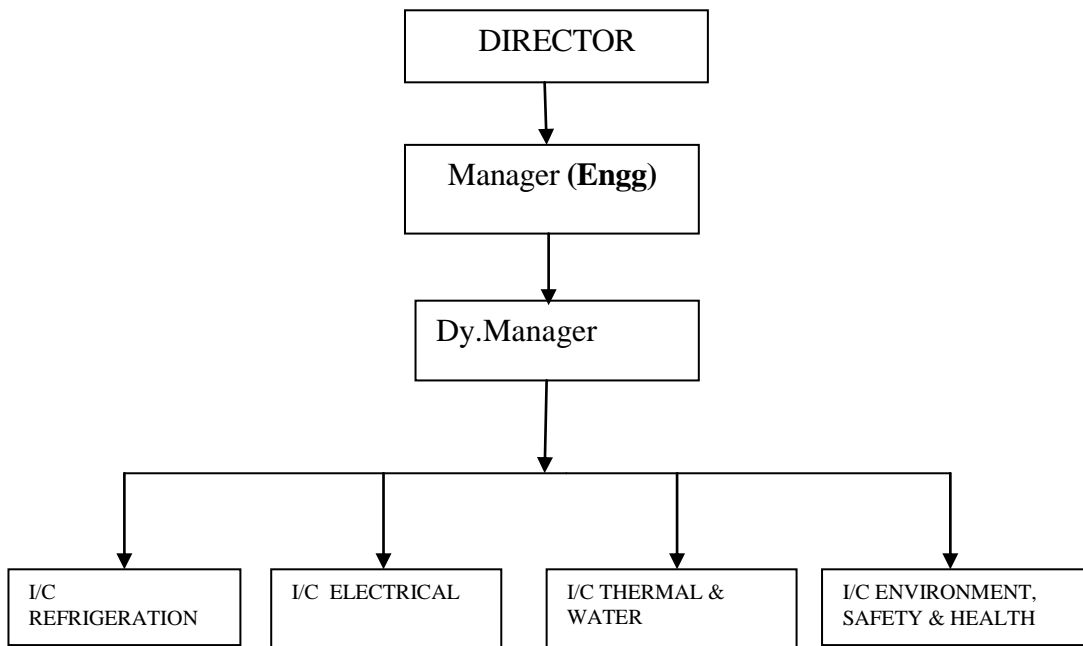 DIRECTOR
Manager (Engg)
Dy.Manager
I/C
REFRIGERATION
I/C ELECTRICAL
I/C THERMAL &
WATER
I/C ENVIRONMENT,
SAFETY & HEALTH